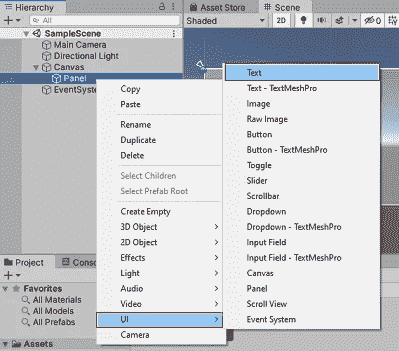 Hierarchy
Asset Store
Scene
All
Shaded
2D
0
SampleScene
Main Camera
Directional Light
Canvas
Panel
EventSyste
Copy
Paste
Rename
Duplicate
Delete
Select Children
Select Prefab Root
Create Empty
3D Object
2D Object
Effects
Light
Audio
Video
UI
Camera
Text
Text - TextMeshPro
Image
Raw Image
Button
Button - TextMeshPro
Toggle
Slider
Scrollbar
Dropdown
Dropdown - TextMeshPro
Input Field
Input Field - TextMeshPro
Canvas
Panel
Scroll View
Event System
Project
Conso
Favorites
All Materials
All Models
All Prefabs
Assets